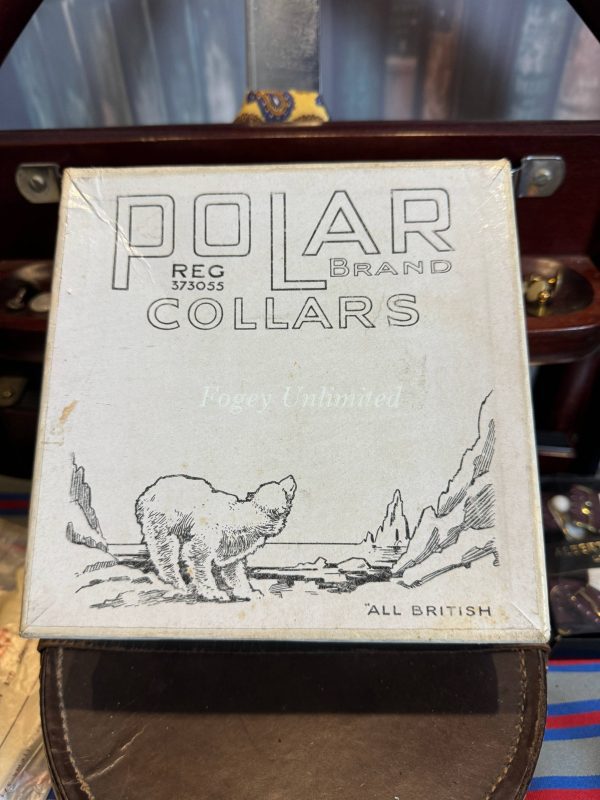 POLAR
REG
373055
BRAND
COLLARS
Fogey Unlimited
"ALL BRITISH